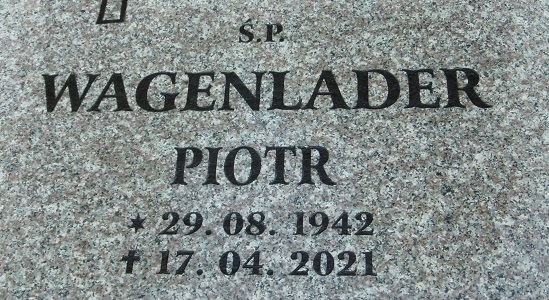 Ś.P.
WAGENLADER
PIOTR
* 29. 08. 1942
† 17. 04. 2021